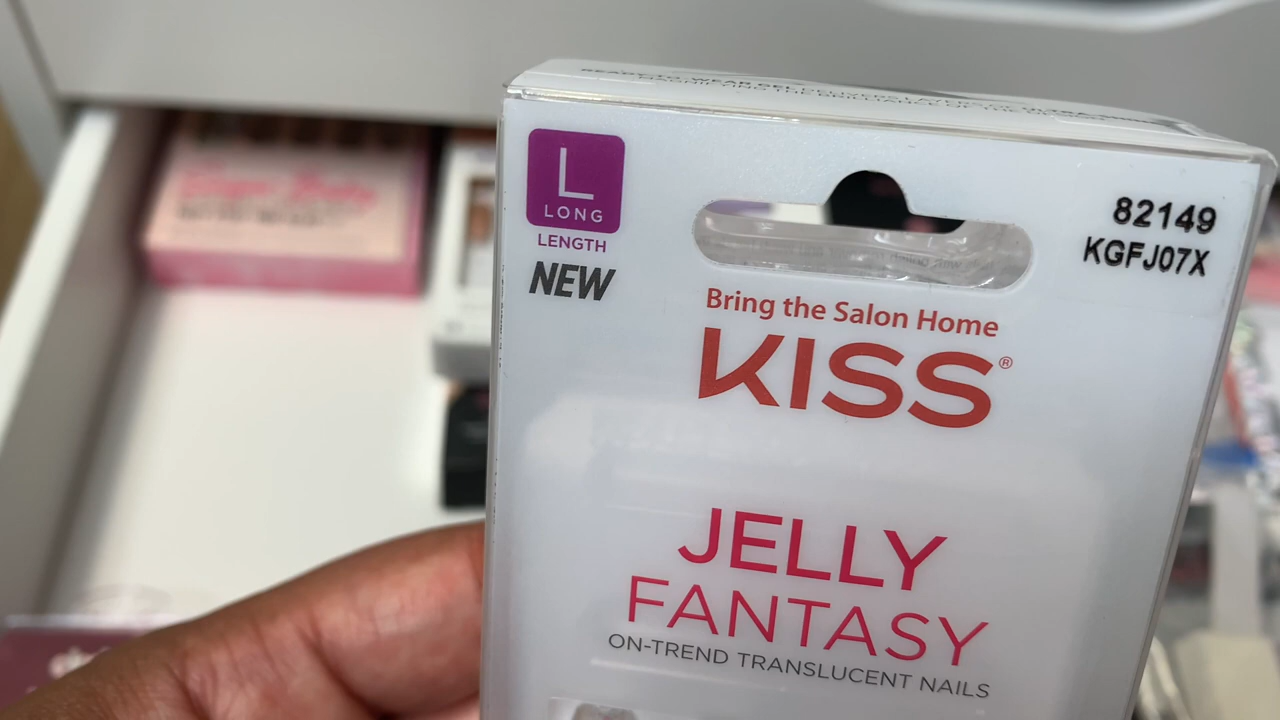 L
LONG
LENGTH
NEW
82149
KGFJ07X
Bring the Salon Home
KISS®
JELLY
FANTASY
ON-TREND TRANSLUCENT NAILS